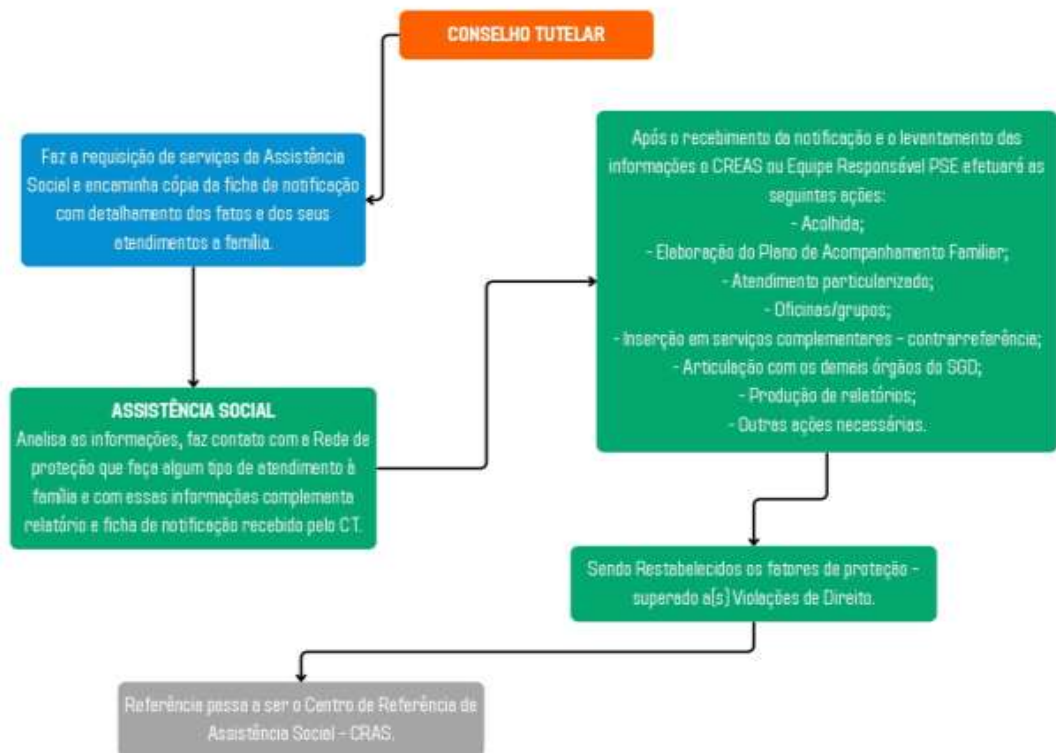 CONSELHO TUTELAR
Faz a requisição de serviços da Assistência
Social e encaminha cópia da ficha de notificação
com detalhamento dos fatos e dos seus
atendimentos a família.
ASSISTÊNCIA SOCIAL
Analisa as informações, faz contato com a Rede de
proteção que faça algum tipo de atendimento à
família e com essas informações complementa
relatório e ficha de notificação recebido pelo CT.
Após o recebimento da notificação e o levantamento das
informações o CREAS ou Equipe Responsável PSE efetuará as
seguintes ações:
- Acolhida;
- Elaboração do Plano de Acompanhamento Familiar;
- Atendimento particularizado;
- Oficinas/grupos;
- Inserção em serviços complementares - contrarreferência;
- Articulação com os demais órgãos do SGD;
- Produção de relatórios;
- Outras ações necessárias.
Sendo Restabelecidos os fatores de proteção -
superado a(s) Violações de Direito.
Referência passa a ser o Centro de Referência de
Assistência Social - CRAS.